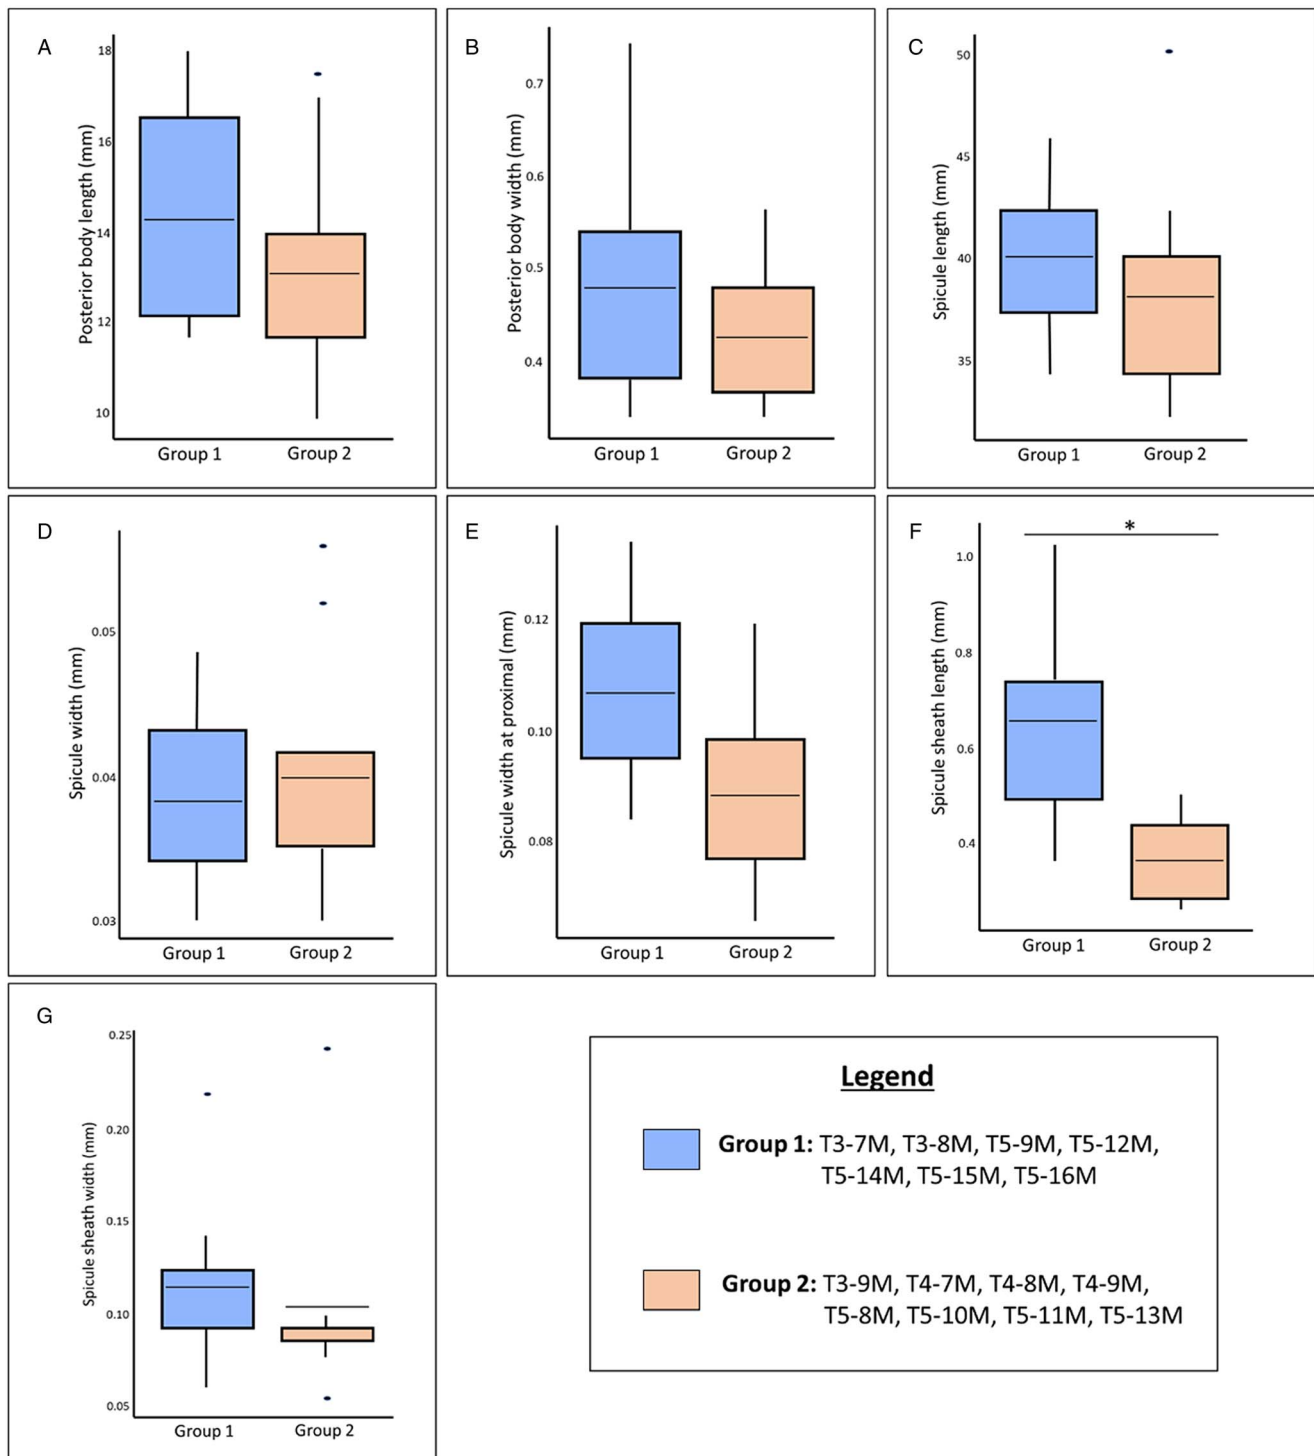 A
Posterior body length (mm)
18
16
14
12
10
Group 1 Group 2
B
Posterior body width (mm)
0.7
0.6
0.5
0.4
Group 1 Group 2
C
Spicule length (mm)
50
45
40
35
Group 1 Group 2
D
Spicule width (mm)
0.05
0.04
0.03
Group 1 Group 2
E
Spicule width at proximal (mm)
0.12
0.10
0.08
Group 1 Group 2
F
*
Spicule sheath length (mm)
1.0
0.8
0.6
0.4
Group 1 Group 2
G
Spicule sheath width (mm)
0.25
0.20
0.15
0.10
0.05
Group 1 Group 2
Legend
Group 1: T3-7M, T3-8M, T5-9M, T5-12M,
T5-14M, T5-15M, T5-16M
Group 2: T3-9M, T4-7M, T4-8M, T4-9M,
T5-8M, T5-10M, T5-11M, T5-13M